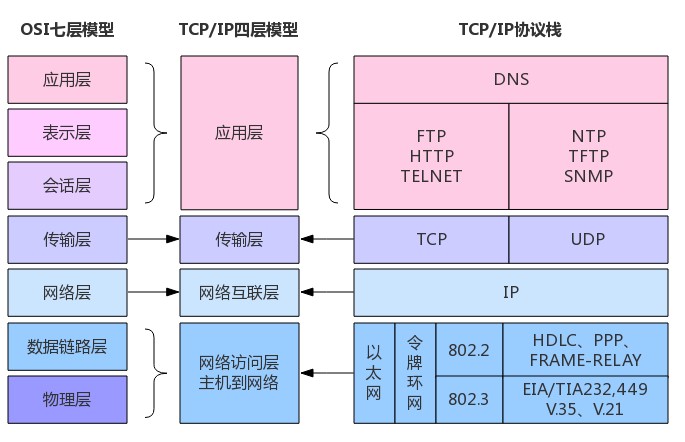 OSI七层模型
TCP/IP四层模型
TCP/IP协议栈
应用层
表示层
会话层
传输层
网络层
数据链路层
物理层
应用层
传输层
网络互联层
网络访问层
主机到网络
DNS
FTP
HTTP
TELNET
NTP
TFTP
SNMP
TCP
UDP
IP
以太网
令牌环网
802.2
HDLC、PPP、
FRAME-RELAY
802.3
EIA/TIA232,449
V.35、V.21